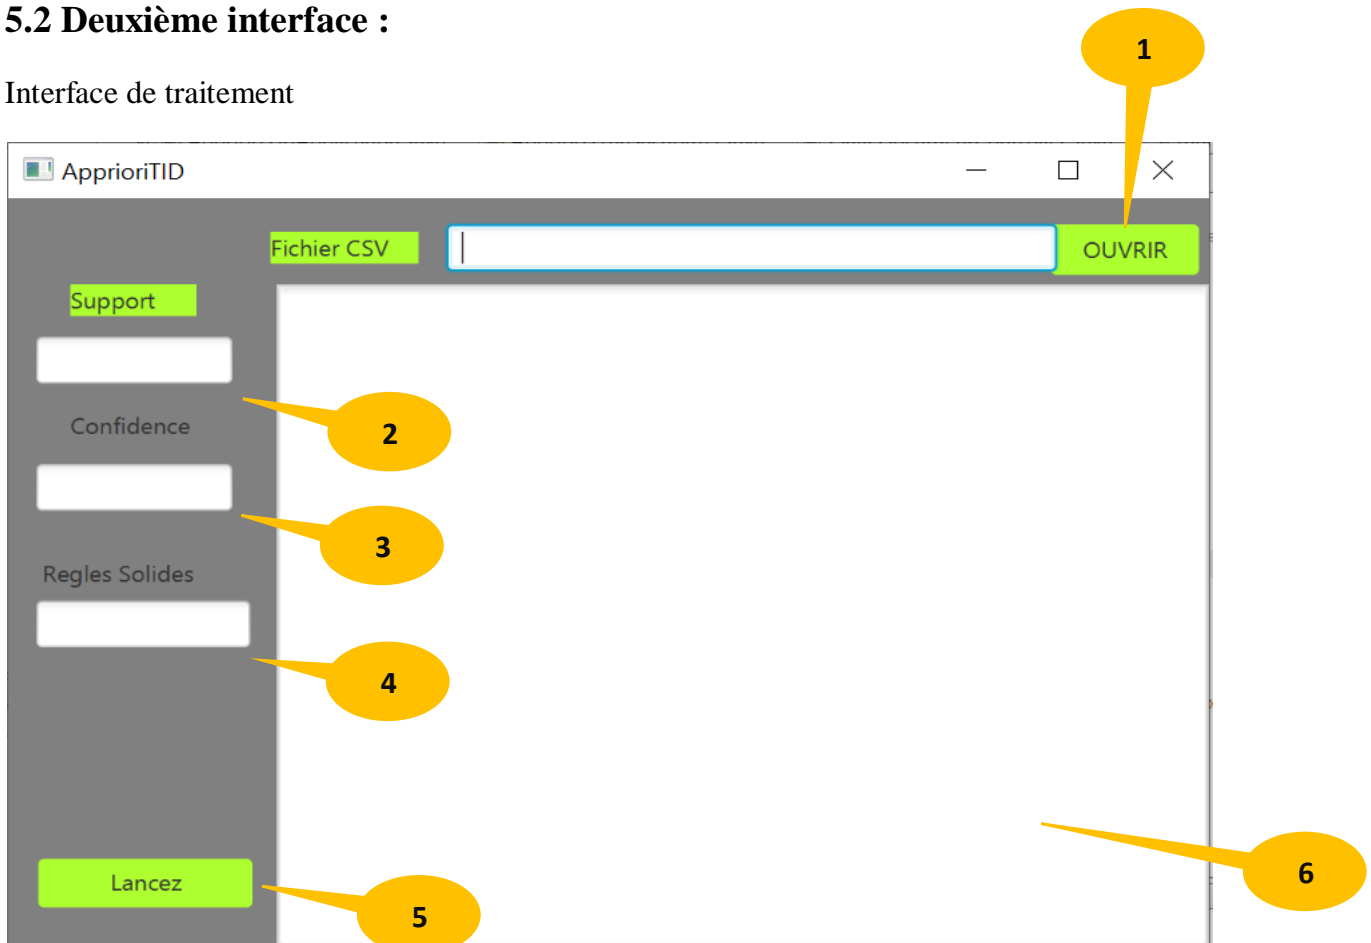 5.2 Deuxième interface :
1
Interface de traitement
ApprioriTID
Fichier CSV
OUVRIR
Support
2
Confidence
3
Regles Solides
4
6
Lancez
5